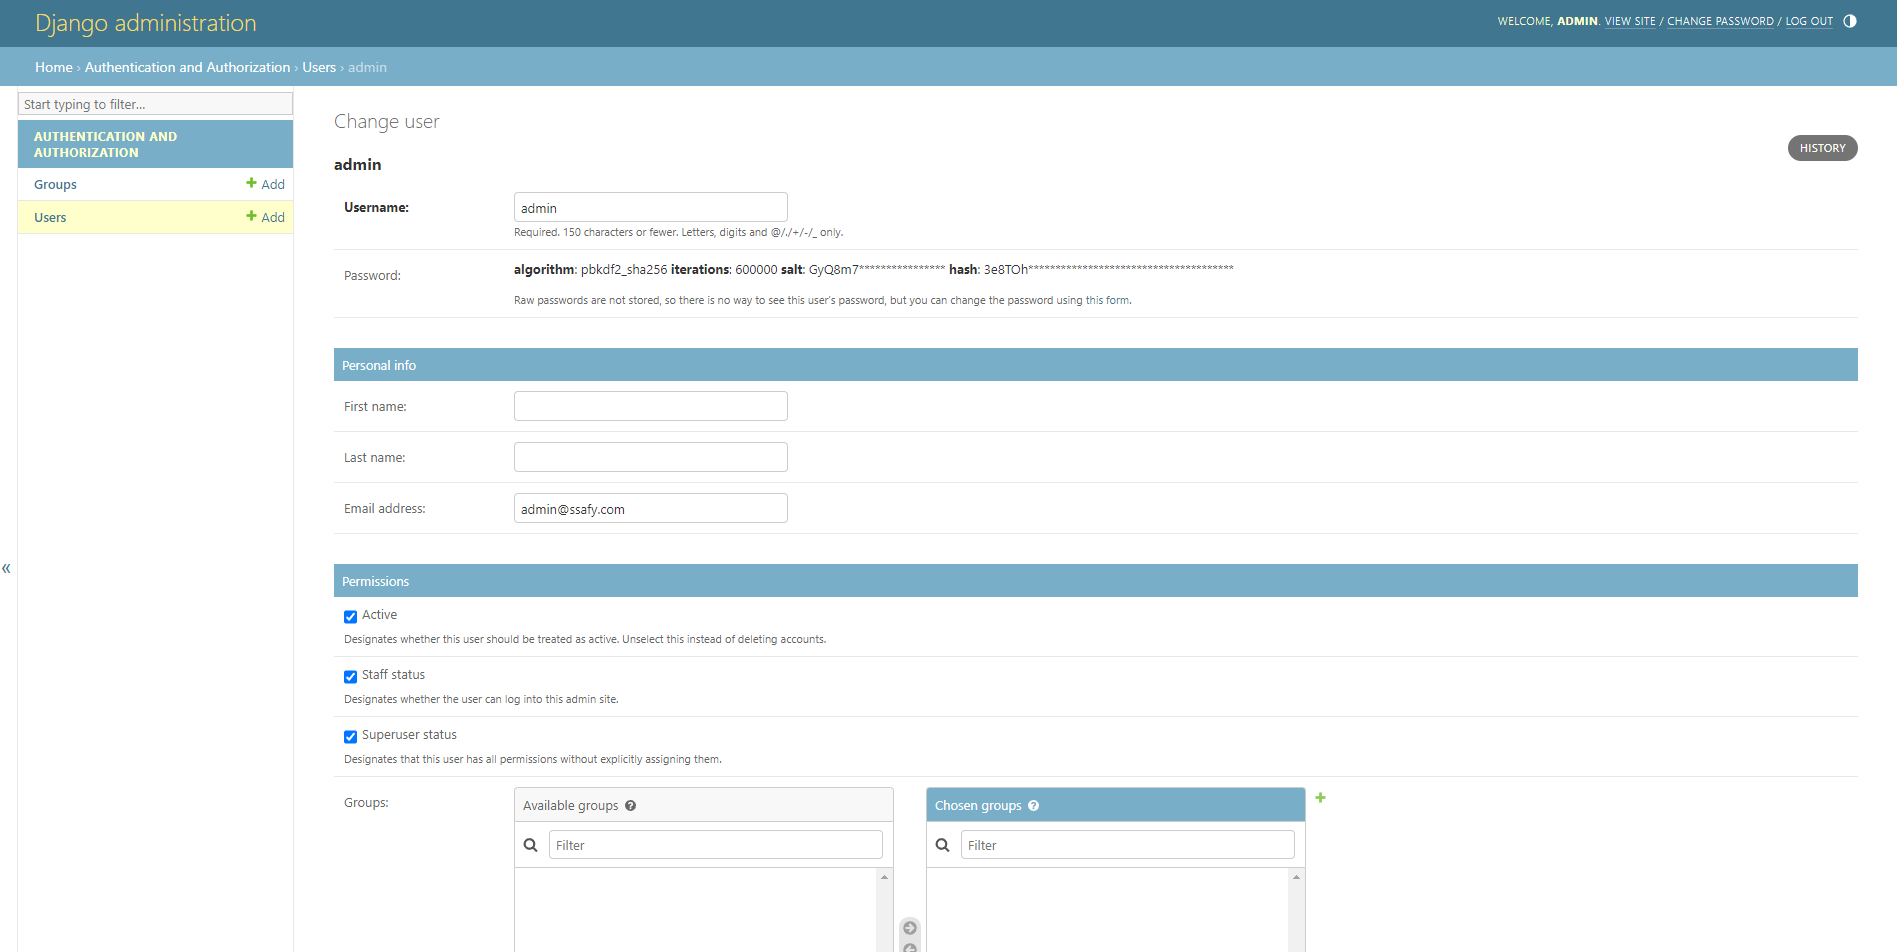 Django administration
WELCOME, ADMIN. VIEW SITE / CHANGE PASSWORD / LOG OUT
Home › Authentication and Authorization › Users › admin
Start typing to filter...
AUTHENTICATION AND
AUTHORIZATION
Groups
+ Add
Users
+ Add
«
Change user
HISTORY
admin
Username:
admin
Required. 150 characters or fewer. Letters, digits and @/./+/-/_ only.
Password:
algorithm: pbkdf2_sha256 iterations: 600000 salt: GyQ8m7**************** hash: 3e8TOh**************************************
Raw passwords are not stored, so there is no way to see this user's password, but you can change the password using this form.
Personal info
First name:
Last name:
Email address:
admin@ssafy.com
Permissions
Active
Designates whether this user should be treated as active. Unselect this instead of deleting accounts.
Staff status
Designates whether the user can log into this admin site.
Superuser status
Designates that this user has all permissions without explicitly assigning them.
Groups:
Available groups ?
Chosen groups ?
Filter
Filter